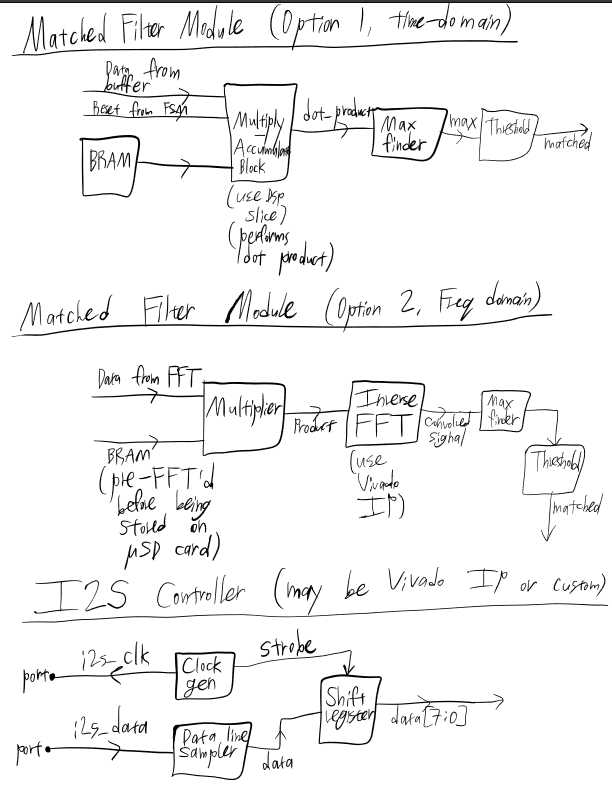 Matched Filter Module (Option 1, time-domain)
Data from
buffer
Reset from FSM
BRAM
Multiply
Accumulate
Block
(use DSP
slice)
(performs
dot product)
dot_product
Max
finder
max
Threshold
matched
Matched Filter Module (Option 2, Freq domain)
Data from FFT
BRAM
(pre-FFT'd
before being
stored on
μSD card)
Multiplier
Product
Inverse
FFT
(use
Vivado
IP)
convolved
signal
Max
finder
Threshold
matched
I2S Controller (may be Vivado IP or custom)
port
i2s_clk
Clock
gen
strobe
port
i2s_data
Data line
sampler
data
Shift
register
data[7:0]